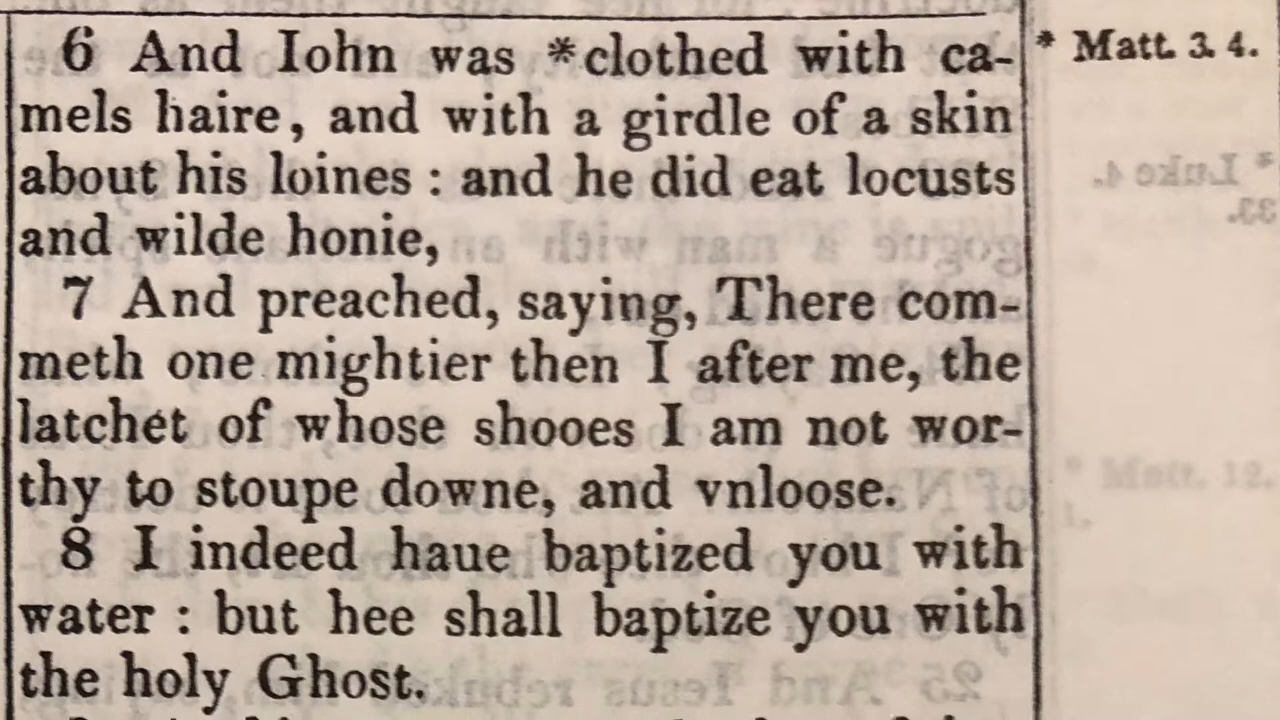 6 And Iohn was *clothed with ca- * Matt. 3. 4.
mels haire, and with a girdle of a skin
about his loines : and he did eat locusts
and wilde honie,
7 And preached, saying, There com-
meth one mightier then I after me, the
latchet of whose shooes I am not wor-
thy to stoupe downe, and vnloose.
8 I indeed haue baptized you with
water : but hee shall baptize you with
the holy Ghost.